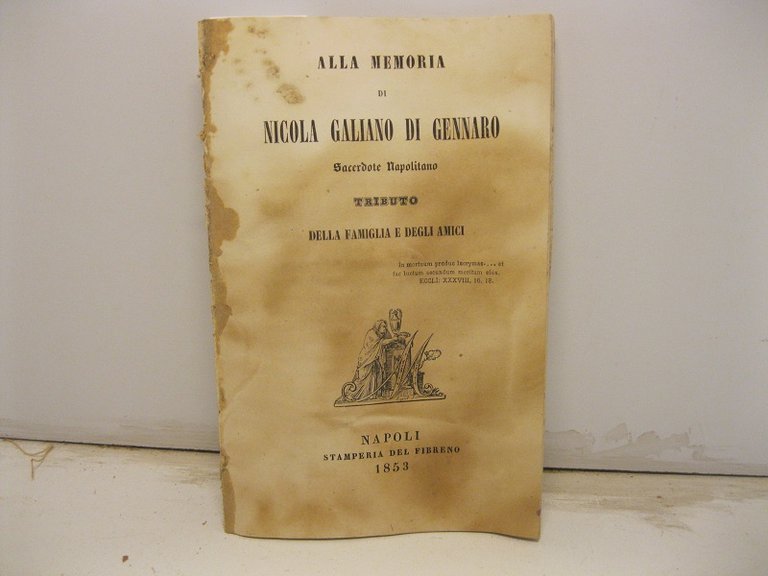 ALLA MEMORIA
DI
NICOLA GALIANO DI GENNARO
Sacerdote Napolitano
TRIBUTO
DELLA FAMIGLIA E DEGLI AMICI
In mortuum produc lacrymas.... et
fac luctum secundum meritum eius.
ECCLI: XXXVIII, 16. 18.
NAPOLI
STAMPERIA DEL FIBRENO
1853